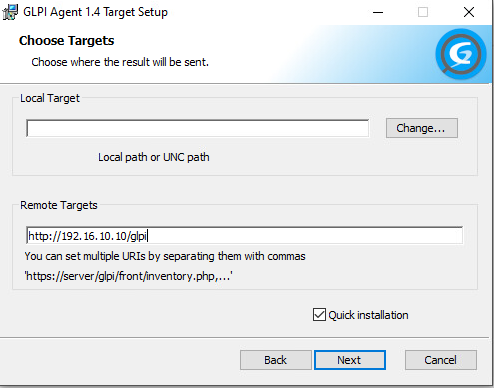 GLPI Agent 1.4 Target Setup
Choose Targets
Choose where the result will be sent.
Local Target
Change...
Local path or UNC path
Remote Targets
http://192.16.10.10/glpi
You can set multiple URIs by separating them with commas
'https://server/glpi/front/inventory.php,...'
Quick installation
Back Next Cancel